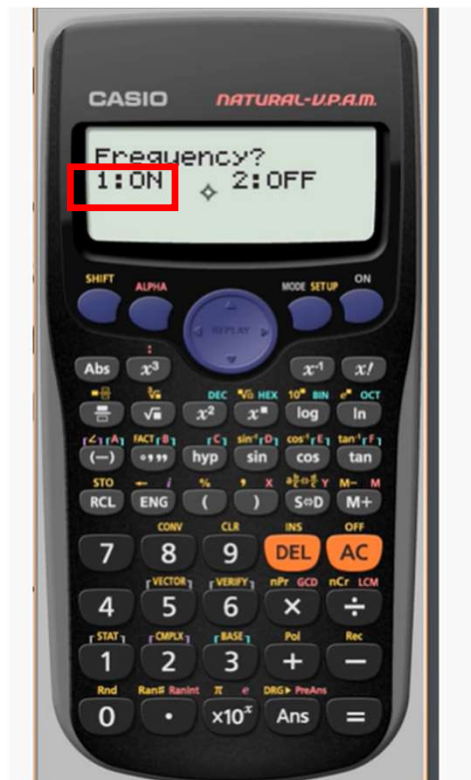 CASIO NATURAL-V.P.A.M.
Frequency?
1:ON 2:OFF
SHIFT ALPHA MODE SETUP ON
REPLAY
:
Abs x³ x⁻¹ x!
DEC HEX 10■ BIN e■ OCT
√■ x² x■ log ln
∠ A FACT B C sin⁻¹ D cos⁻¹ E tan⁻¹ F
(−) °,,, hyp sin cos tan
STO ← i % , X Y M− M
RCL ENG ( ) S⇔D M+
CONV CLR INS OFF
7 8 9 DEL AC
VECTOR VERIFY nPr GCD nCr LCM
4 5 6 × ÷
STAT CMPLX BASE Pol Rec
1 2 3 + −
Rnd Ran# RanInt π e DRG▶ PreAns
0 • ×10ˣ Ans =